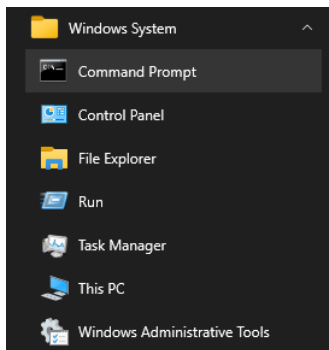 Windows System
Command Prompt
Control Panel
File Explorer
Run
Task Manager
This PC
Windows Administrative Tools